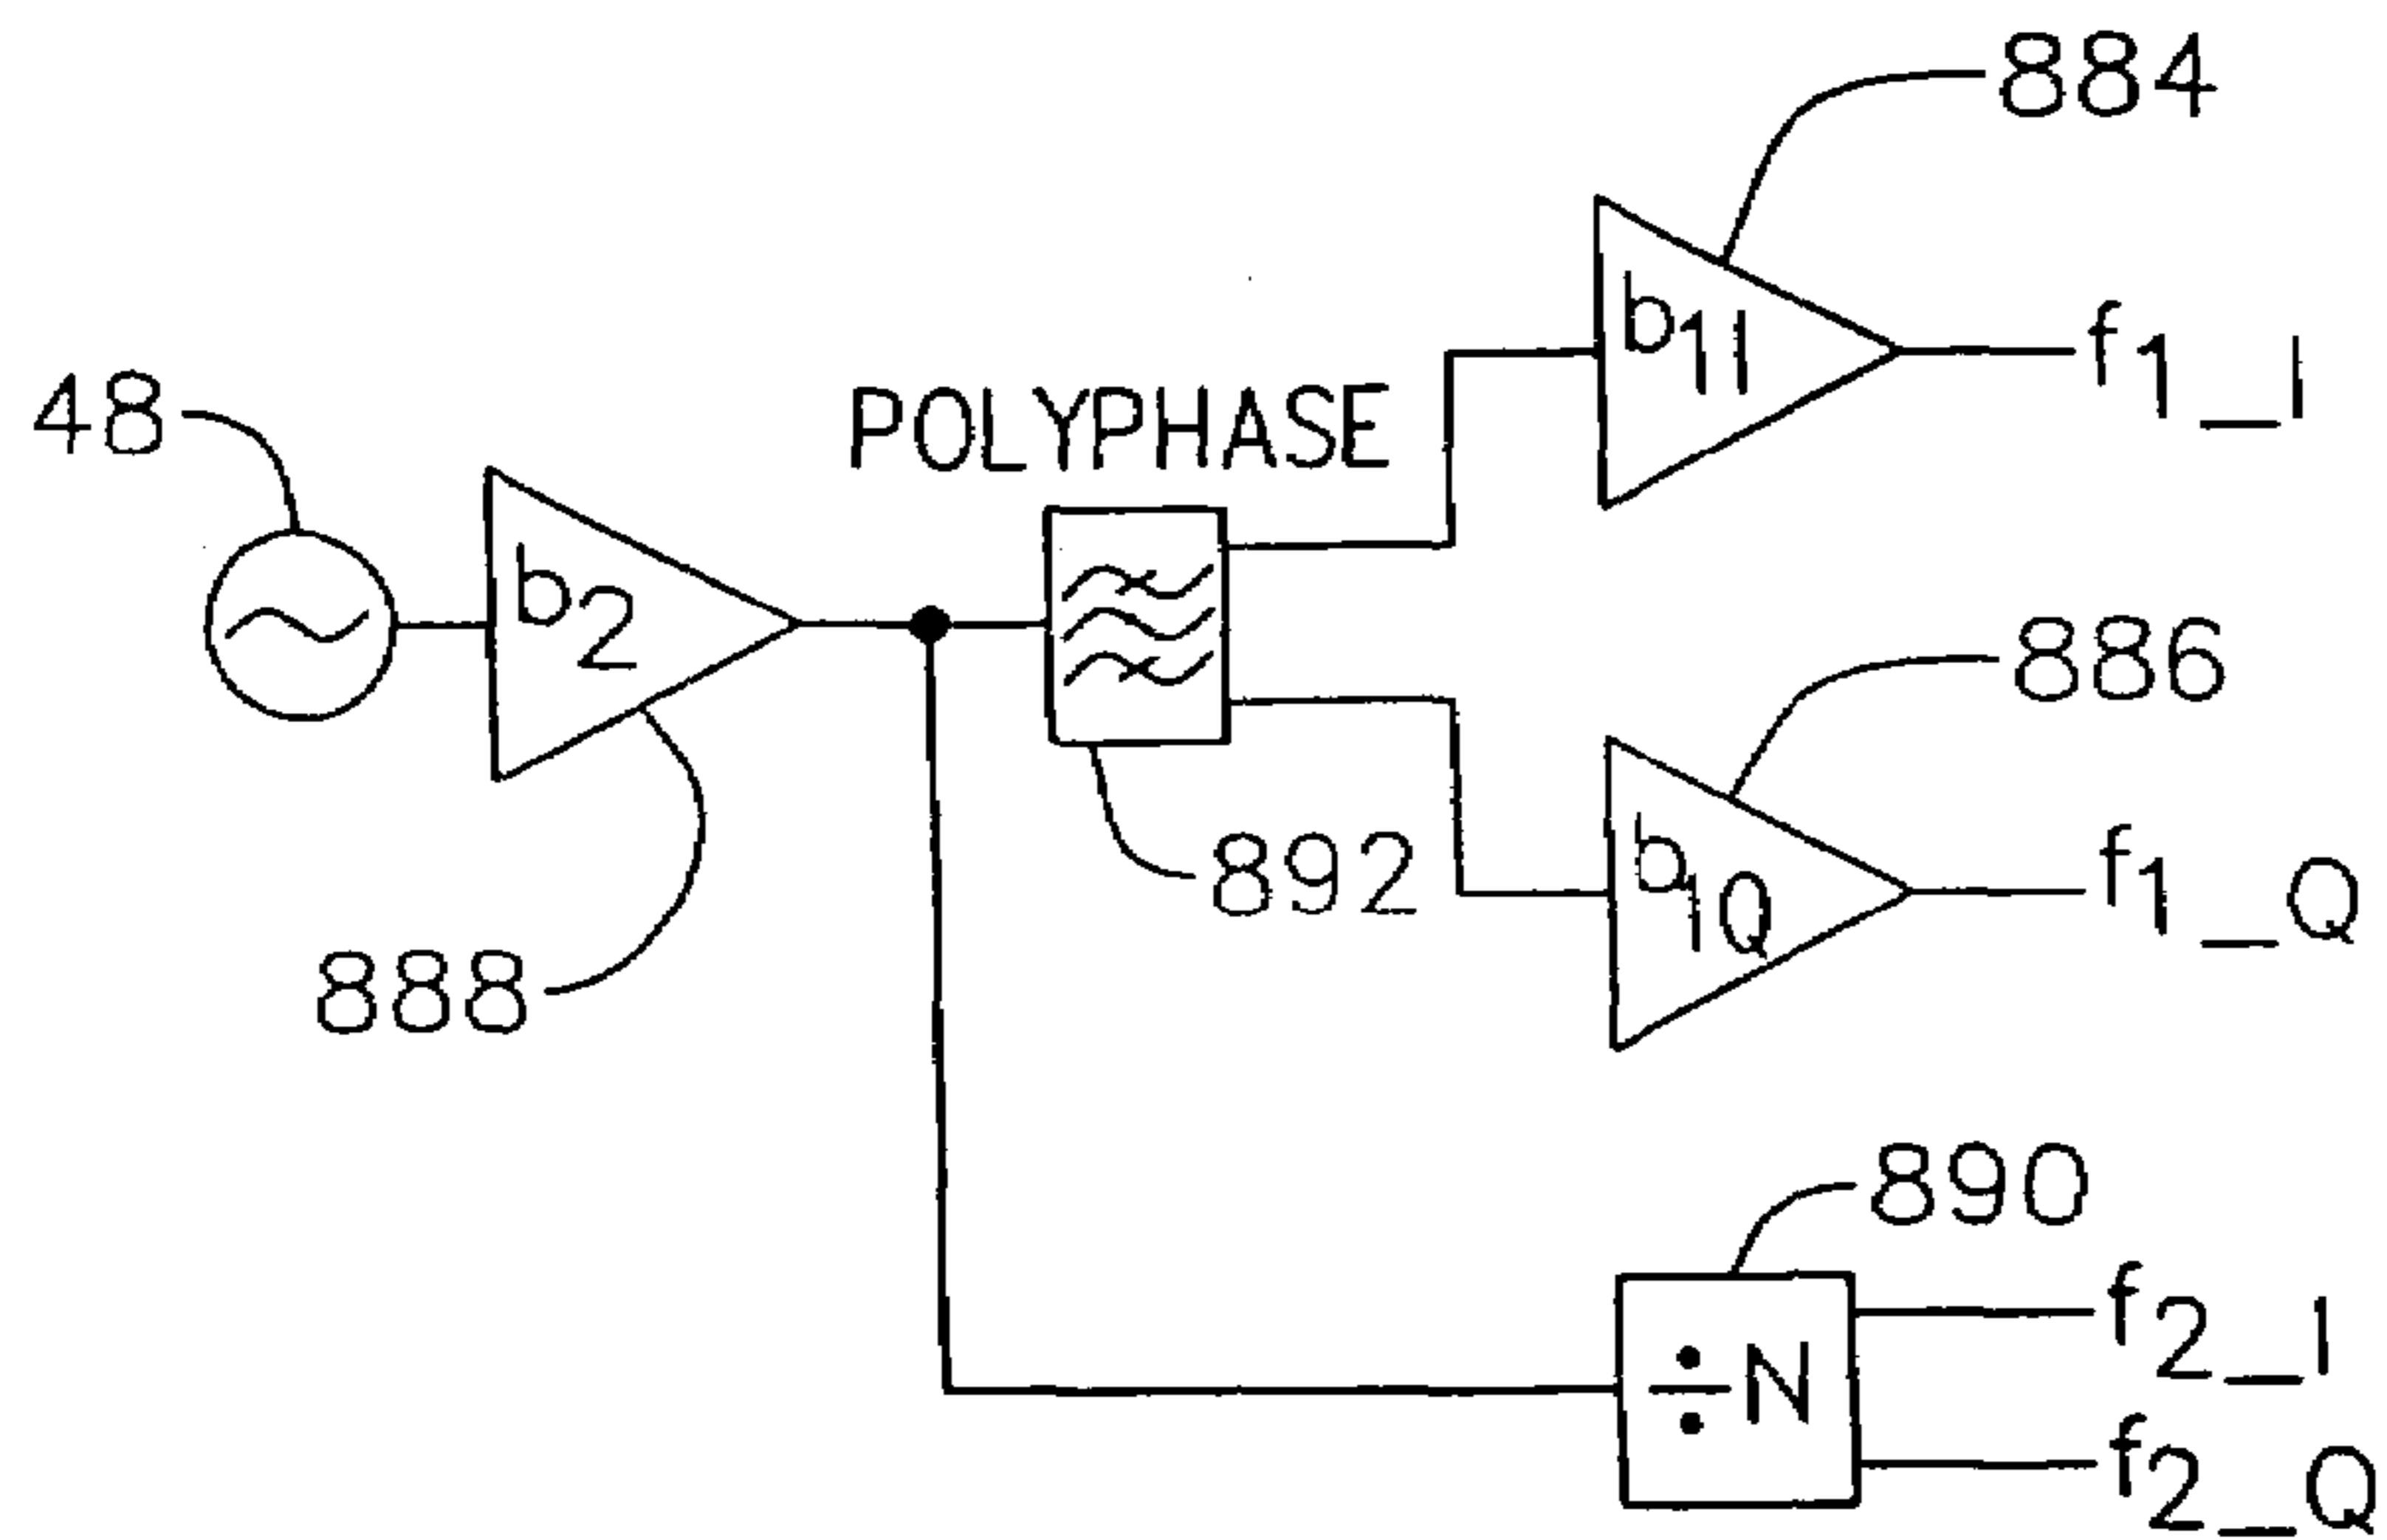 884
b1I
f1_I
48
POLYPHASE
b2
886
892
b1Q
f1_Q
888
890
÷N
f2_I
f2_Q